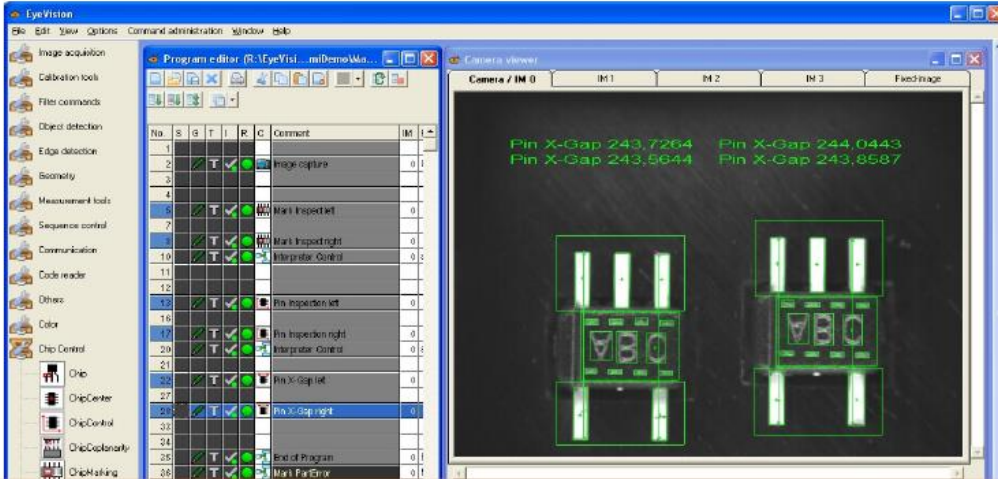 EyeVision
File Edit View Options Command administration Window Help
Image acquisition
Calibration tools
Filter commands
Object detection
Edge detection
Geometry
Measurement tools
Sequence control
Communication
Code reader
Others
Color
Chip Control
Chip
ChipCenter
ChipControl
ChipCoplanarity
ChipMarking
Program editor (R:\EyeVisi...miDemo\Ma...
No. S G T I R C Comment IM
1
2 T Image capture 0
3
4
5 T Mark Inspect left 0
7
8 T Mark Inspect right 0
10 T Interpreter Control 0
11
12
13 T Pin Inspection left 0
16
17 T Pin Inspection right 0
20 T Interpreter Control 0
21
22 T Pin X-Gap left 0
27
28 T Pin X-Gap right 0
33
34
35 T End of Program 0
36 T Mark PartError 0
Camera viewer
Camera / IM 0 IM 1 IM 2 IM 3 Fixed-image
Pin X-Gap 243,7264 Pin X-Gap 244,0443
Pin X-Gap 243,5644 Pin X-Gap 243,8587